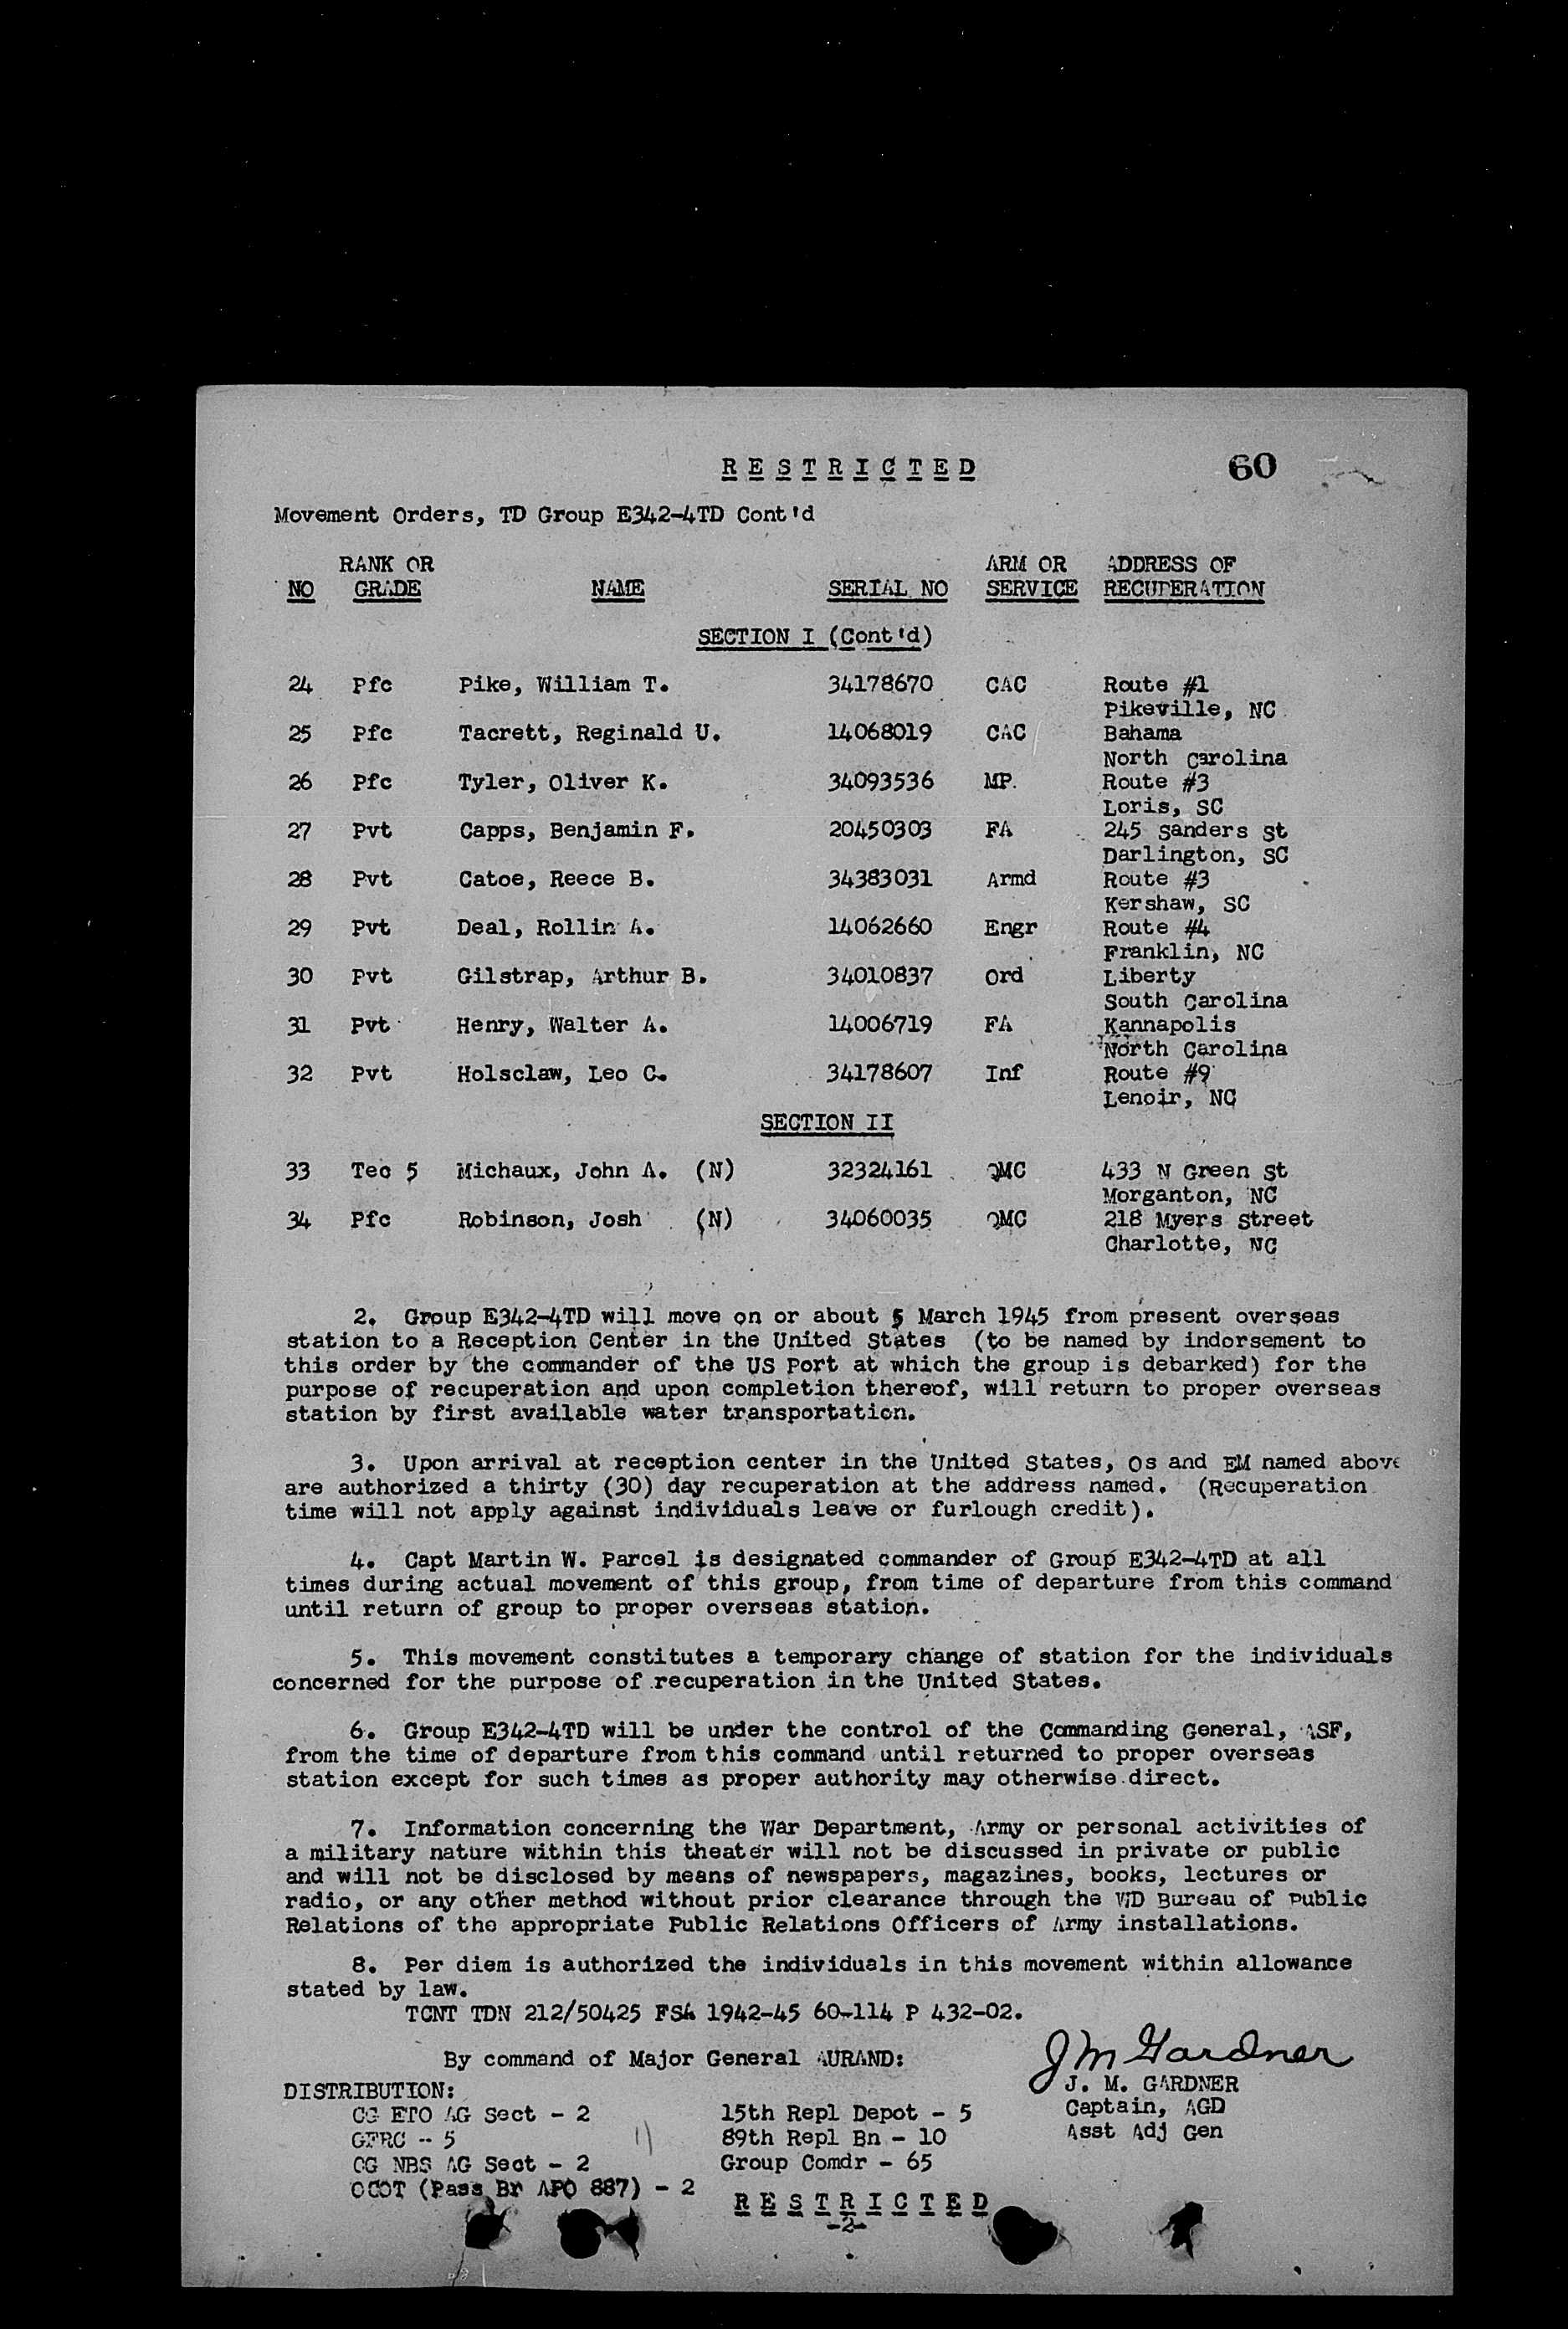 R E S T R I C T E D 60
Movement Orders, TD Group E342-4TD Cont'd
RANK OR ARM OR ADDRESS OF
NO GRADE NAME SERIAL NO SERVICE RECUPERATION
SECTION I (Cont'd)
24 Pfc Pike, William T. 34178670 CAC Route #1
Pikeville, NC
25 Pfc Tacrett, Reginald U. 14068019 CAC Bahama
North Carolina
26 Pfc Tyler, Oliver K. 34093536 MP Route #3
Loris, SC
27 Pvt Capps, Benjamin F. 20450303 FA 245 Sanders St
Darlington, SC
28 Pvt Catoe, Reece B. 34383031 Armd Route #3
Kershaw, SC
29 Pvt Deal, Rollin A. 14062660 Engr Route #4
Franklin, NC
30 Pvt Gilstrap, Arthur B. 34010837 Ord Liberty
South Carolina
31 Pvt Henry, Walter A. 14006719 FA Kannapolis
North Carolina
32 Pvt Holsclaw, Leo C. 34178607 Inf Route #9
Lenoir, NC
SECTION II
33 Tec 5 Michaux, John A. (N) 32324161 QMC 433 N Green St
Morganton, NC
34 Pfc Robinson, Josh (N) 34060035 QMC 218 Myers Street
Charlotte, NC
2. Group E342-4TD will move on or about 5 March 1945 from present overseas
station to a Reception Center in the United States (to be named by indorsement to
this order by the commander of the US Port at which the group is debarked) for the
purpose of recuperation and upon completion thereof, will return to proper overseas
station by first available water transportation.
3. Upon arrival at reception center in the United States, Os and EM named above
are authorized a thirty (30) day recuperation at the address named. (Recuperation
time will not apply against individuals leave or furlough credit).
4. Capt Martin W. Parcel is designated commander of Group E342-4TD at all
times during actual movement of this group, from time of departure from this command
until return of group to proper overseas station.
5. This movement constitutes a temporary change of station for the individuals
concerned for the purpose of recuperation in the United States.
6. Group E342-4TD will be under the control of the Commanding General, ASF,
from the time of departure from this command until returned to proper overseas
station except for such times as proper authority may otherwise direct.
7. Information concerning the War Department, Army or personal activities of
a military nature within this theater will not be discussed in private or public
and will not be disclosed by means of newspapers, magazines, books, lectures or
radio, or any other method without prior clearance through the WD Bureau of Public
Relations of the appropriate Public Relations Officers of Army installations.
8. Per diem is authorized the individuals in this movement within allowance
stated by law.
TCNT TDN 212/50425 FSA 1942-45 60-114 P 432-02.
By command of Major General AURAND:
J M Gardner
J. M. GARDNER
Captain, AGD
Asst Adj Gen
DISTRIBUTION:
CG ETO AG Sect - 2 15th Repl Depot - 5
GFRC -- 5 89th Repl Bn - 10
CG NBS AG Sect - 2 Group Comdr - 65
OCOT (Pass Br APO 887) - 2
R E S T R I C T E D
-2-